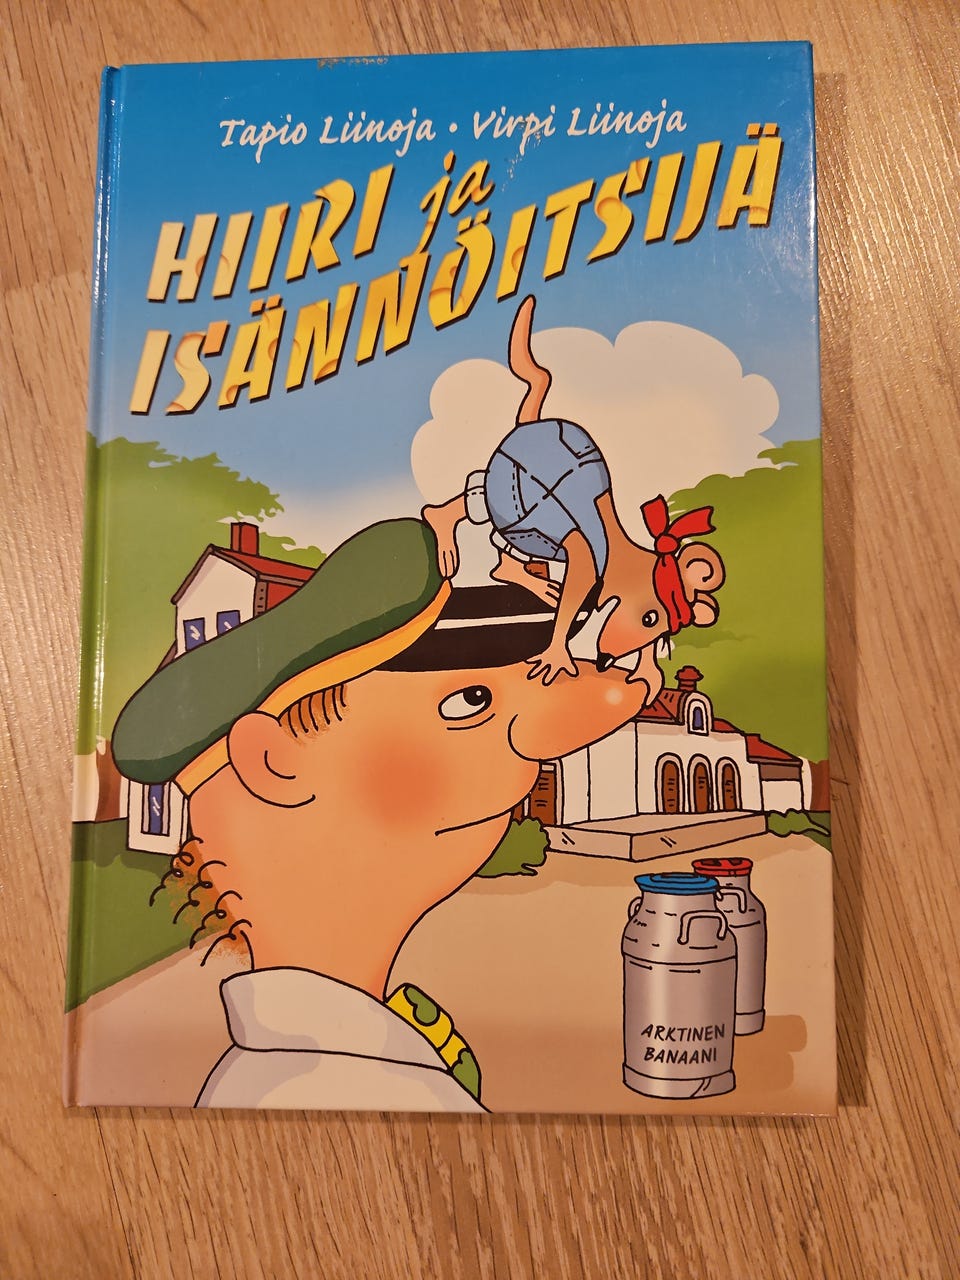 Tapio Liinoja • Virpi Liinoja
HIIRI ja
ISÄNNÖITSIJÄ
ARKTINEN
BANAANI